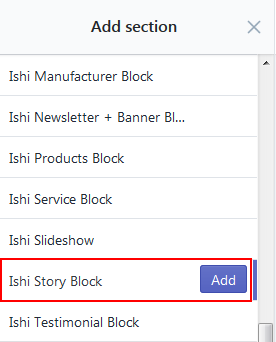 Add section
Ishi Manufacturer Block
Ishi Newsletter + Banner Bl...
Ishi Products Block
Ishi Service Block
Ishi Slideshow
Ishi Story Block Add
Ishi Testimonial Block